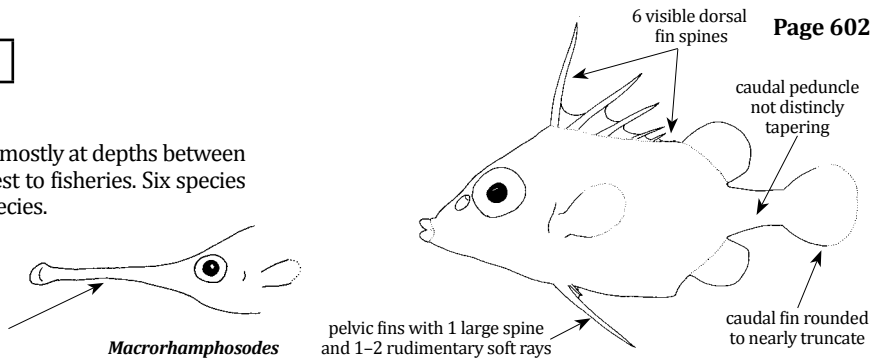 Page 602
6 visible dorsal
fin spines
caudal peduncle
not distincly
tapering
mostly at depths between
est to fisheries. Six species
ecies.
Macrorhamphosodes
pelvic fins with 1 large spine
and 1–2 rudimentary soft rays
caudal fin rounded
to nearly truncate